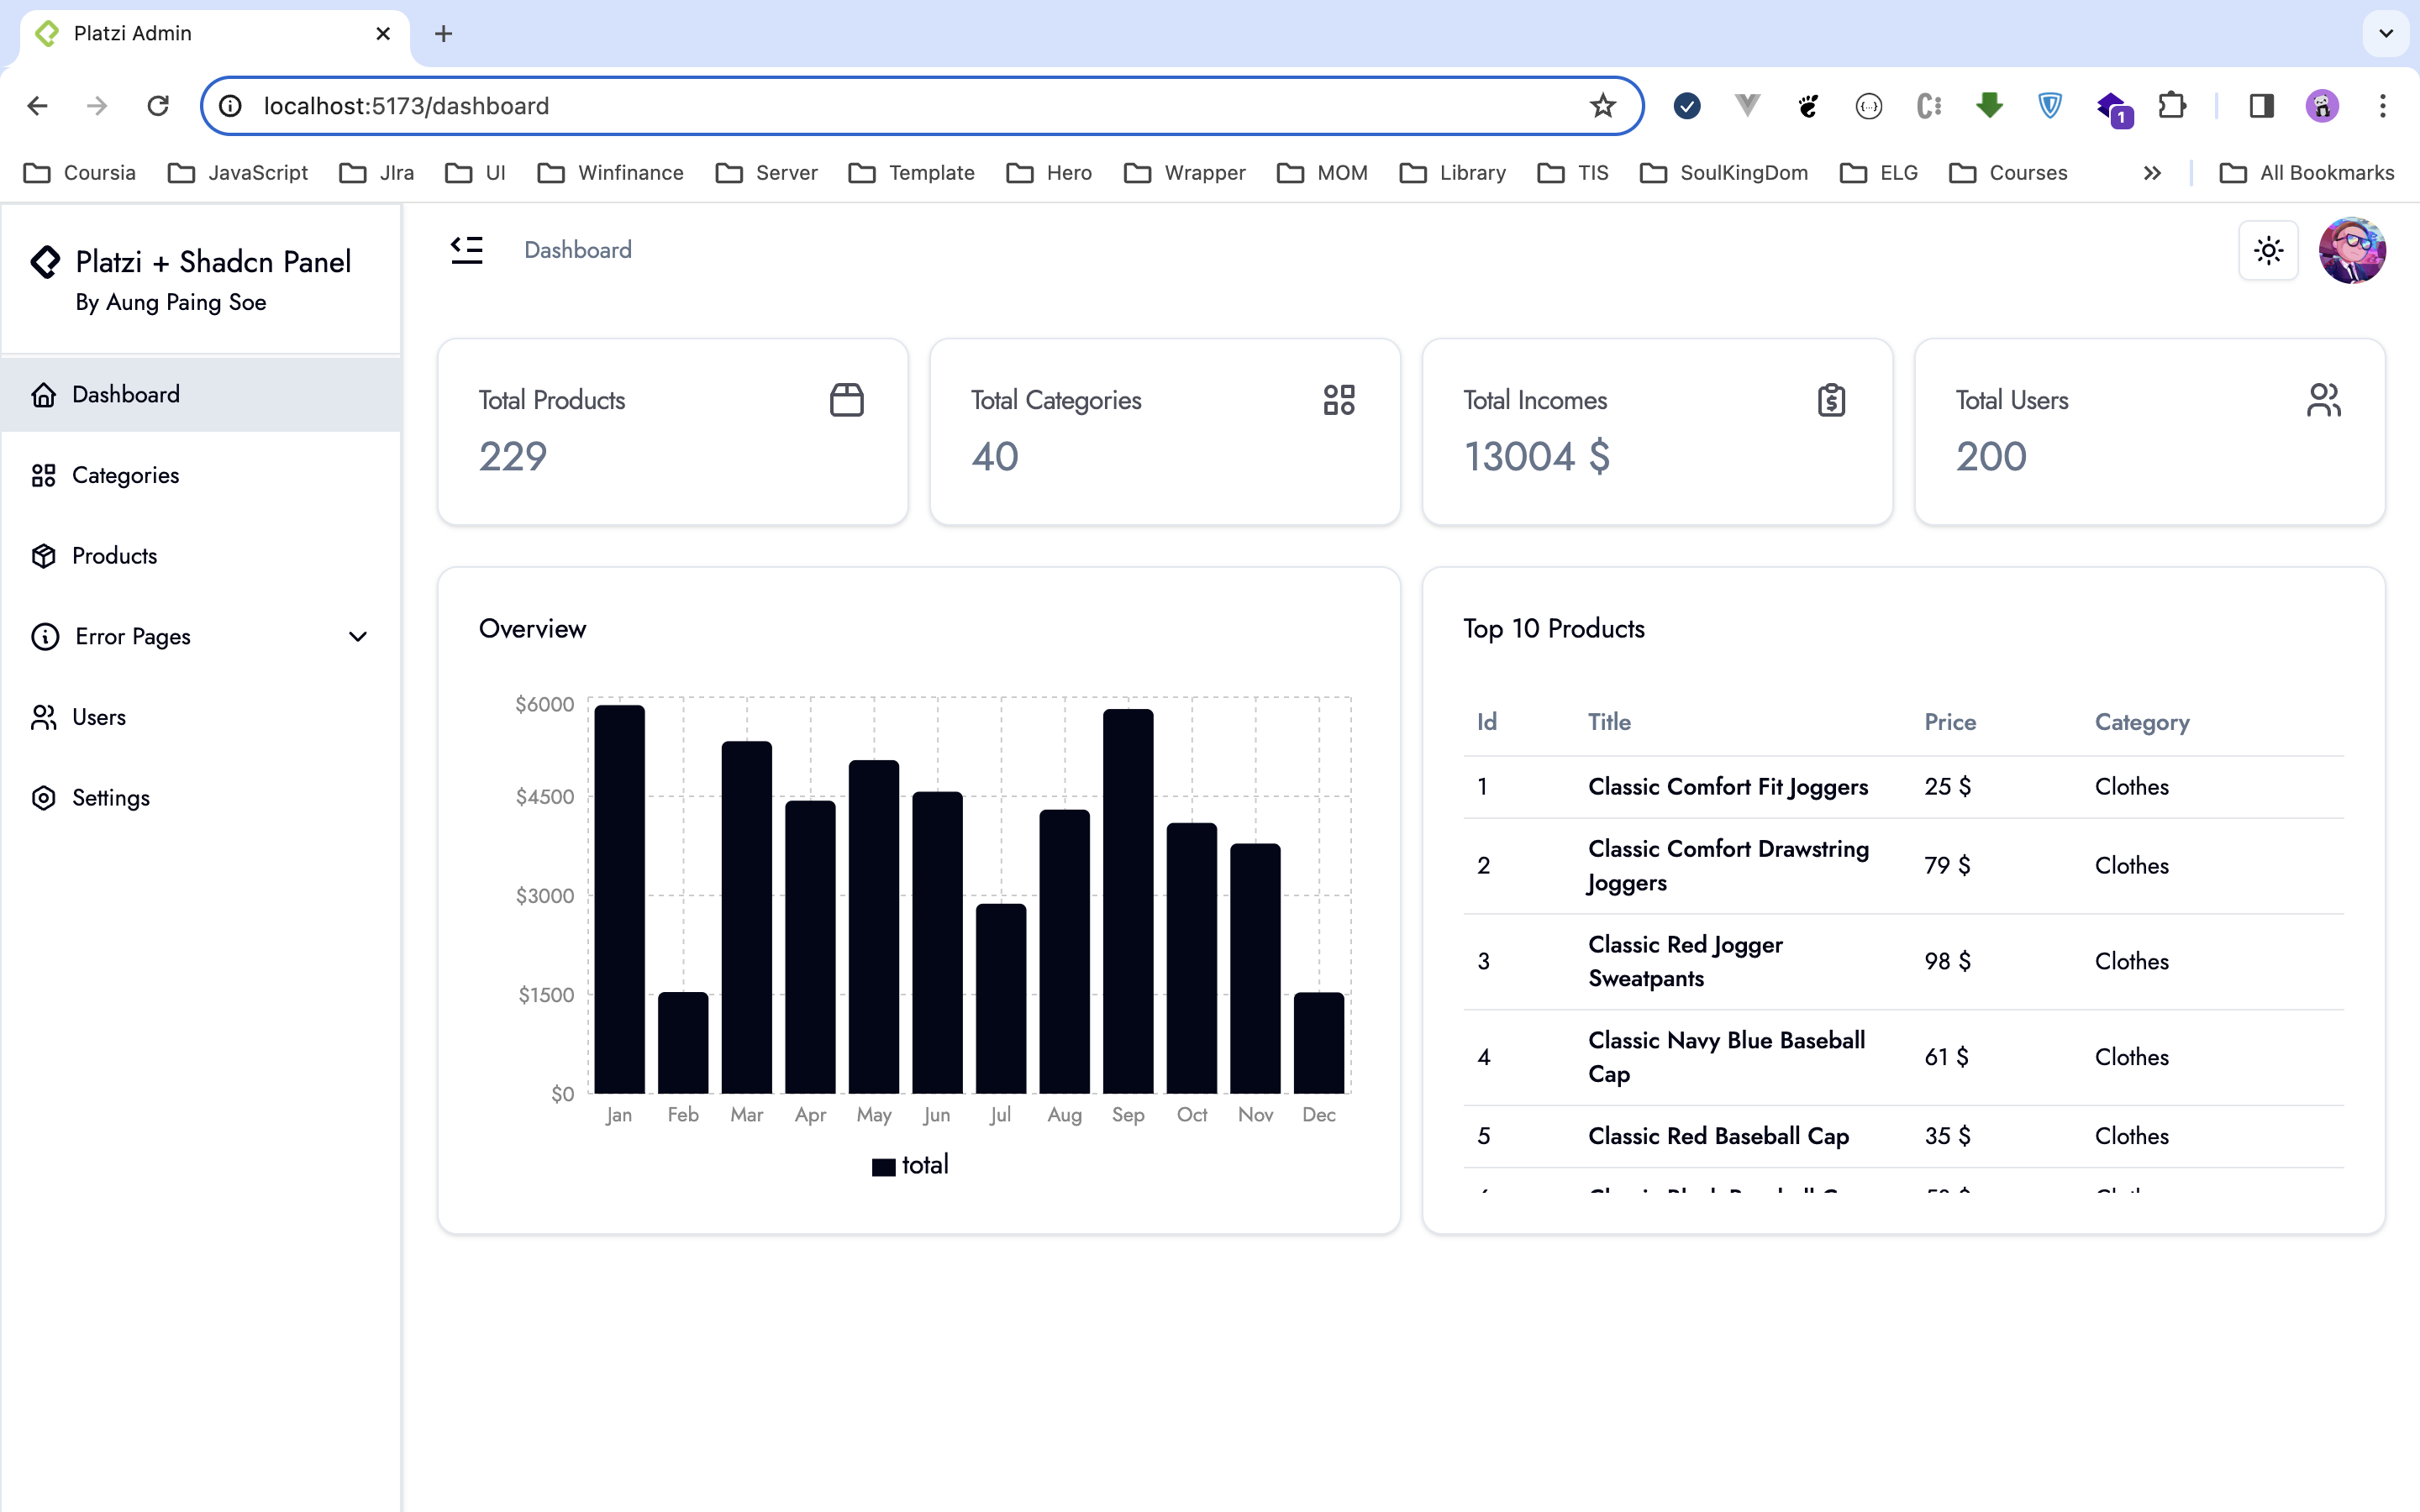 Platzi Admin
localhost:5173/dashboard
1
Coursia JavaScript JIra UI Winfinance Server Template Hero Wrapper MOM Library TIS SoulKingDom ELG Courses All Bookmarks
Platzi + Shadcn Panel
By Aung Paing Soe
Dashboard
Categories
Products
Error Pages
Users
Settings
Dashboard
Total Products
229
Total Categories
40
Total Incomes
13004 $
Total Users
200
Overview
$6000
$4500
$3000
$1500
$0
Jan Feb Mar Apr May Jun Jul Aug Sep Oct Nov Dec
total
Top 10 Products
Id Title Price Category
1 Classic Comfort Fit Joggers 25 $ Clothes
2 Classic Comfort Drawstring Joggers 79 $ Clothes
3 Classic Red Jogger Sweatpants 98 $ Clothes
4 Classic Navy Blue Baseball Cap 61 $ Clothes
5 Classic Red Baseball Cap 35 $ Clothes